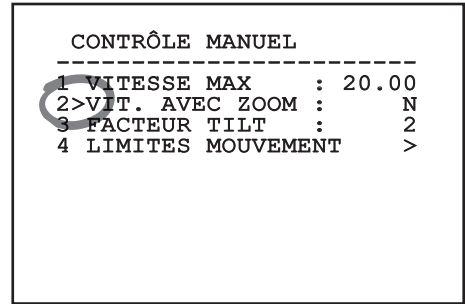 CONTRÔLE MANUEL
------------------------
1 VITESSE MAX : 20.00
2>VIT. AVEC ZOOM : N
3 FACTEUR TILT : 2
4 LIMITES MOUVEMENT >